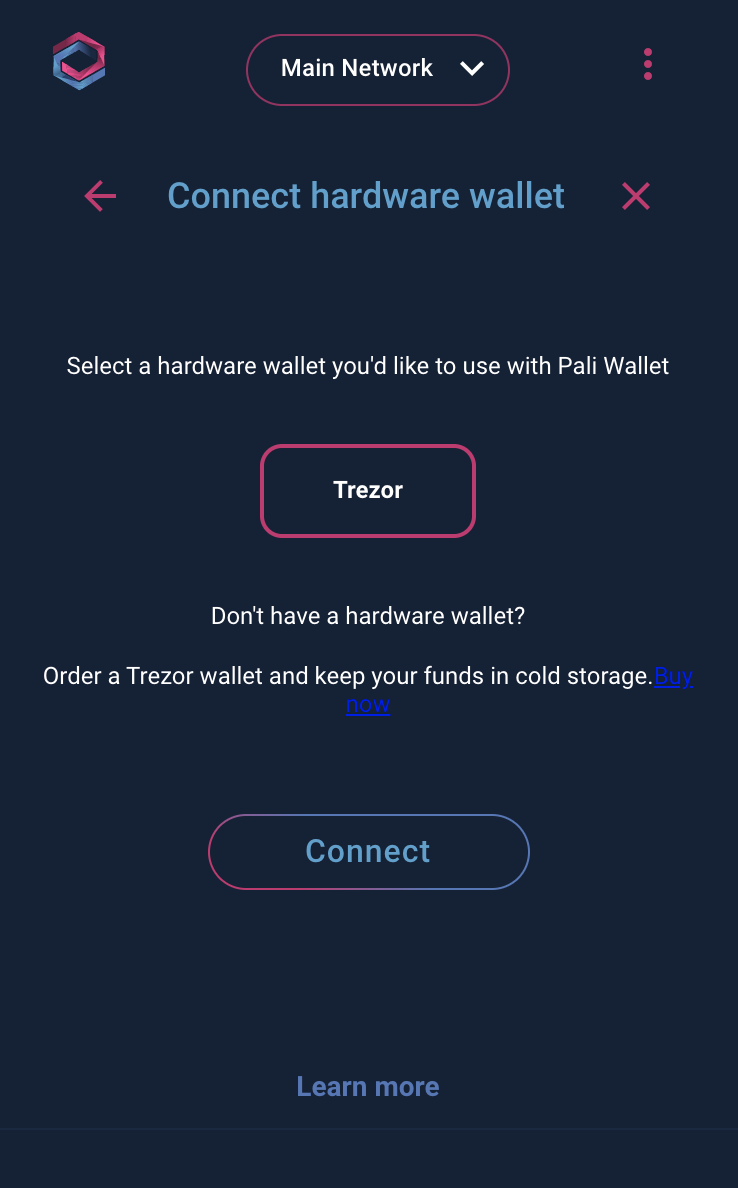 Main Network
Connect hardware wallet
Select a hardware wallet you'd like to use with Pali Wallet
Trezor
Don't have a hardware wallet?
Order a Trezor wallet and keep your funds in cold storage.Buy
now
Connect
Learn more